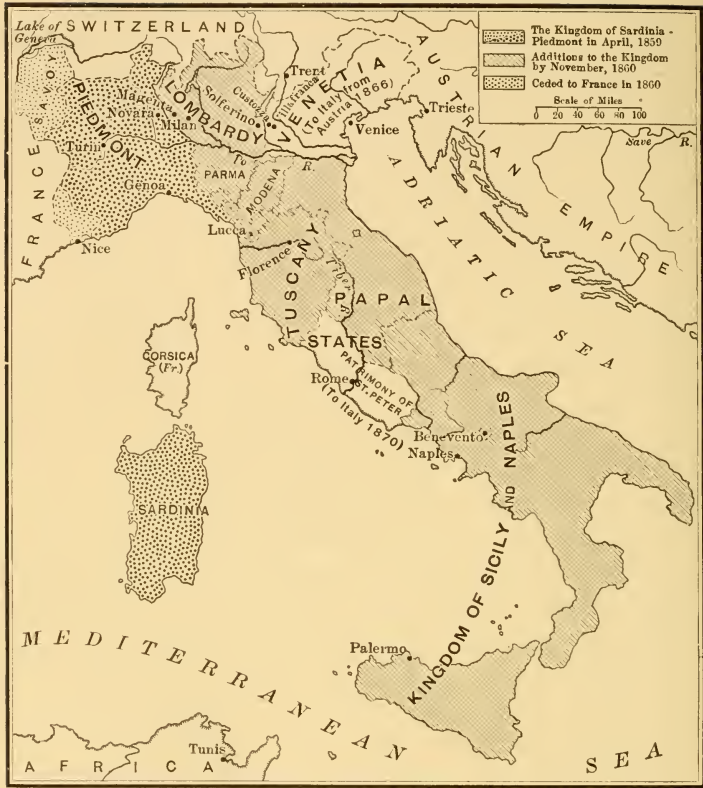 Lake of
Geneva
SWITZERLAND
The Kingdom of Sardinia -
Piedmont in April, 1859
Additions to the Kingdom
by November, 1860
Ceded to France in 1860
Scale of Miles
0 20 40 60 80 100
AUSTRIAN EMPIRE
FRANCE
SAVOY
PIEDMONT
LOMBARDY
VENETIA
(To Italy from
Austria 1866)
Trent
Magenta
Novara
Milan
Solferino
Custozza
Villafranca
Venice
Trieste
Save R.
Turin
Genoa
Nice
Po R.
PARMA
MODENA
Lucca
Florence
TUSCANY
Tiber R.
PAPAL
STATES
PATRIMONY OF
ST. PETER
Rome
(To Italy 1870)
ADRIATIC SEA
CORSICA
(Fr.)
SARDINIA
Benevento
Naples
KINGDOM OF SICILY AND NAPLES
Palermo
MEDITERRANEAN SEA
Tunis
AFRICA